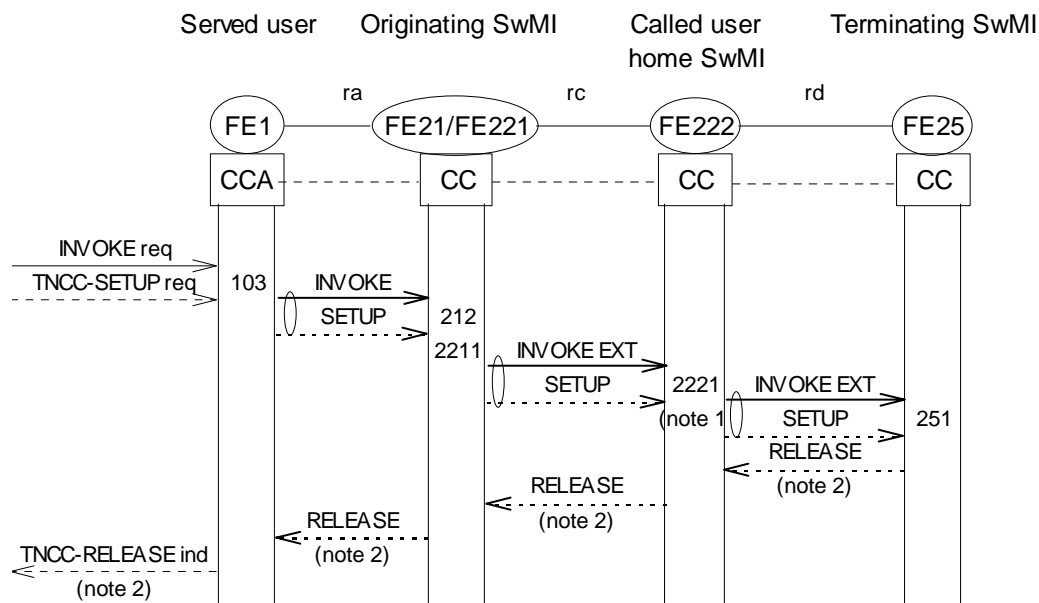 Served user
Originating SwMI
Called user
home SwMI
Terminating SwMI
ra
rc
rd
FE1
FE21/FE221
FE222
FE25
CCA
CC
CC
CC
INVOKE req
TNCC-SETUP req
103
INVOKE
SETUP
212
2211
INVOKE EXT
SETUP
2221
(note 1
INVOKE EXT
SETUP
251
RELEASE
(note 2)
RELEASE
(note 2)
RELEASE
(note 2)
TNCC-RELEASE ind
(note 2)